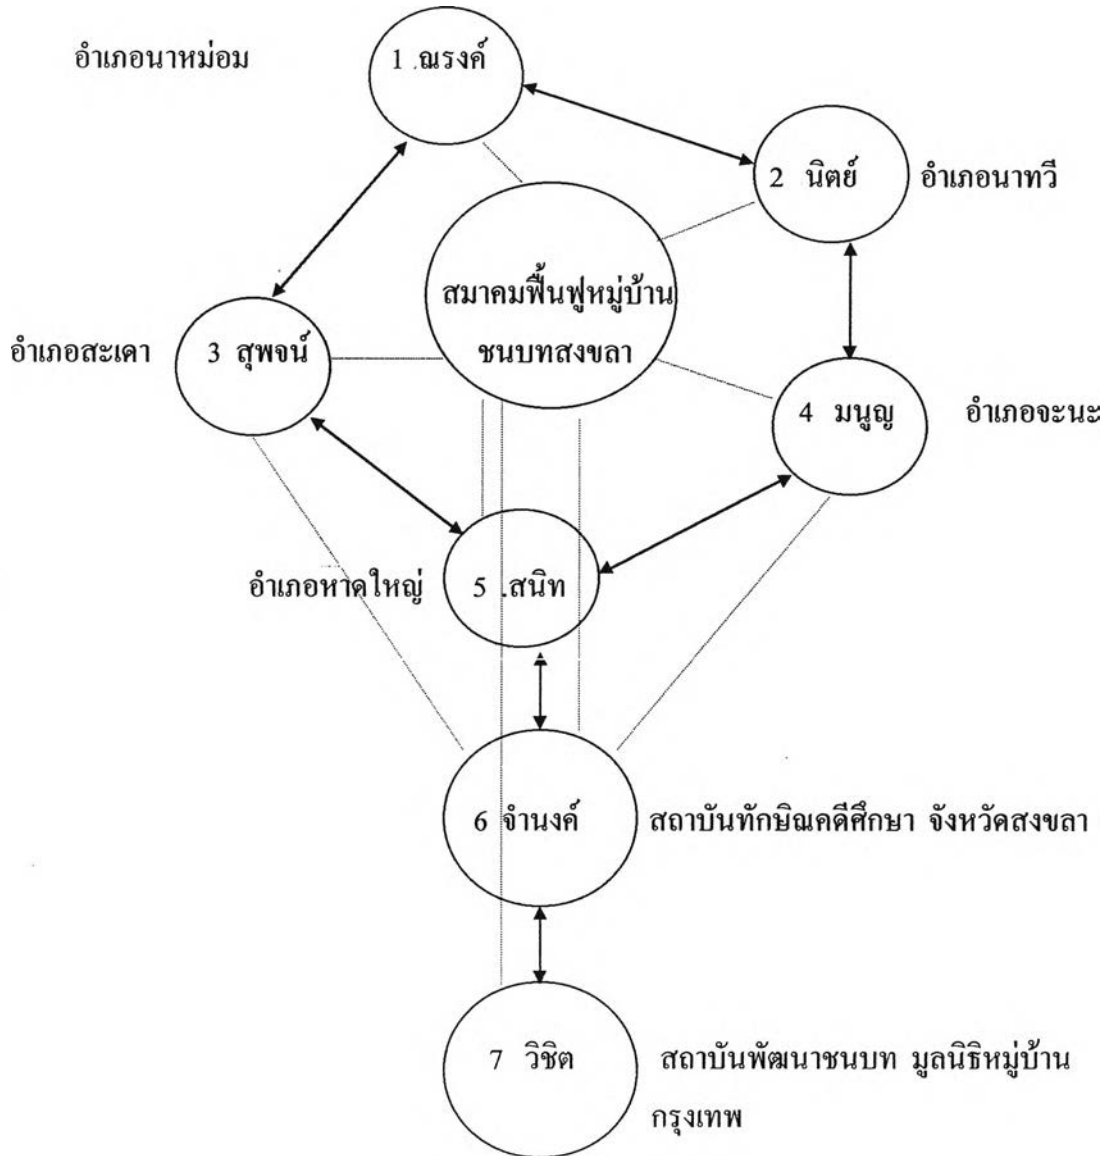 อำเภอนาหม่อม
1 .ณรงค์
2 นิตย์
อำเภอนาทวี
สมาคมฟื้นฟูหมู่บ้าน
ชนบทสงขลา
อำเภอสะเดา
3 สุพจน์
4 มนูญ
อำเภอจะนะ
อำเภอหาดใหญ่
5 .สนิท
6 จำนงค์
สถาบันทักษิณคดีศึกษา จังหวัดสงขลา
7 วิชิต
สถาบันพัฒนาชนบท มูลนิธิหมู่บ้าน
กรุงเทพ